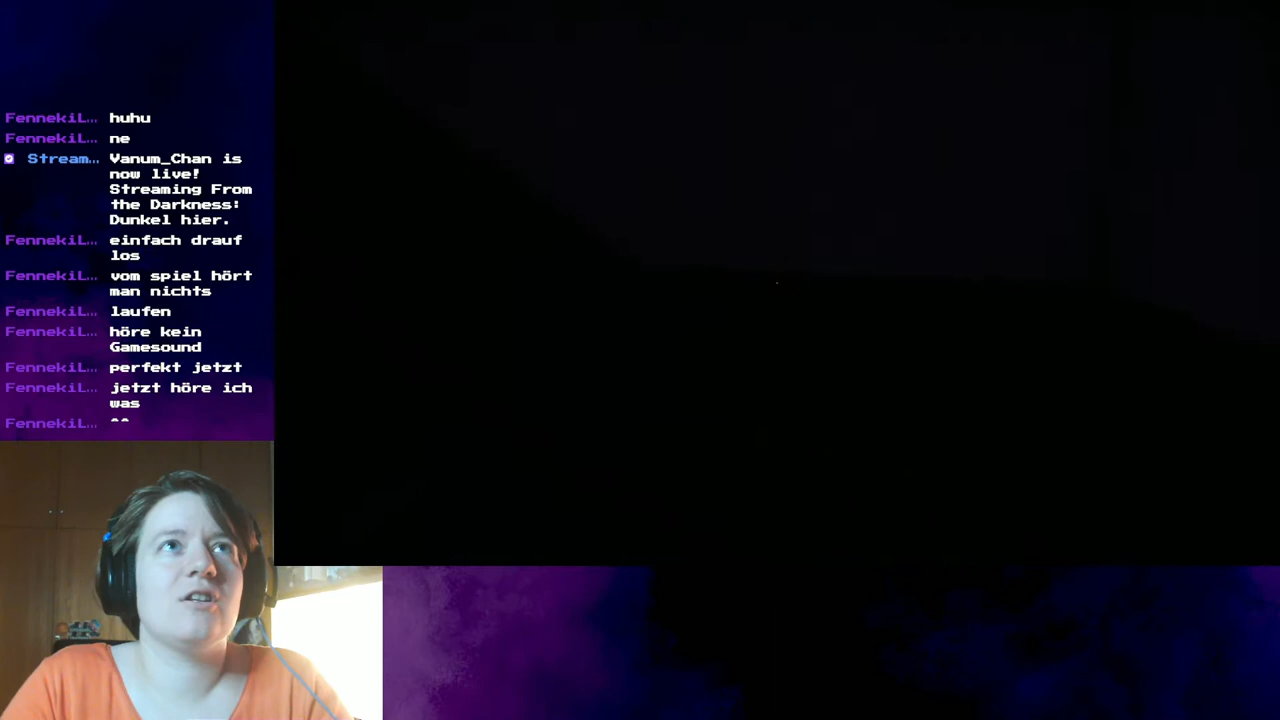 FennekiL… huhu
FennekiL… ne
Stream… Vanum_Chan is
now live!
Streaming From
the Darkness:
Dunkel hier.
FennekiL… einfach drauf
los
FennekiL… vom spiel hört
man nichts
FennekiL… laufen
FennekiL… höre kein
Gamesound
FennekiL… perfekt jetzt
FennekiL… jetzt höre ich
was
FennekiL… ^^